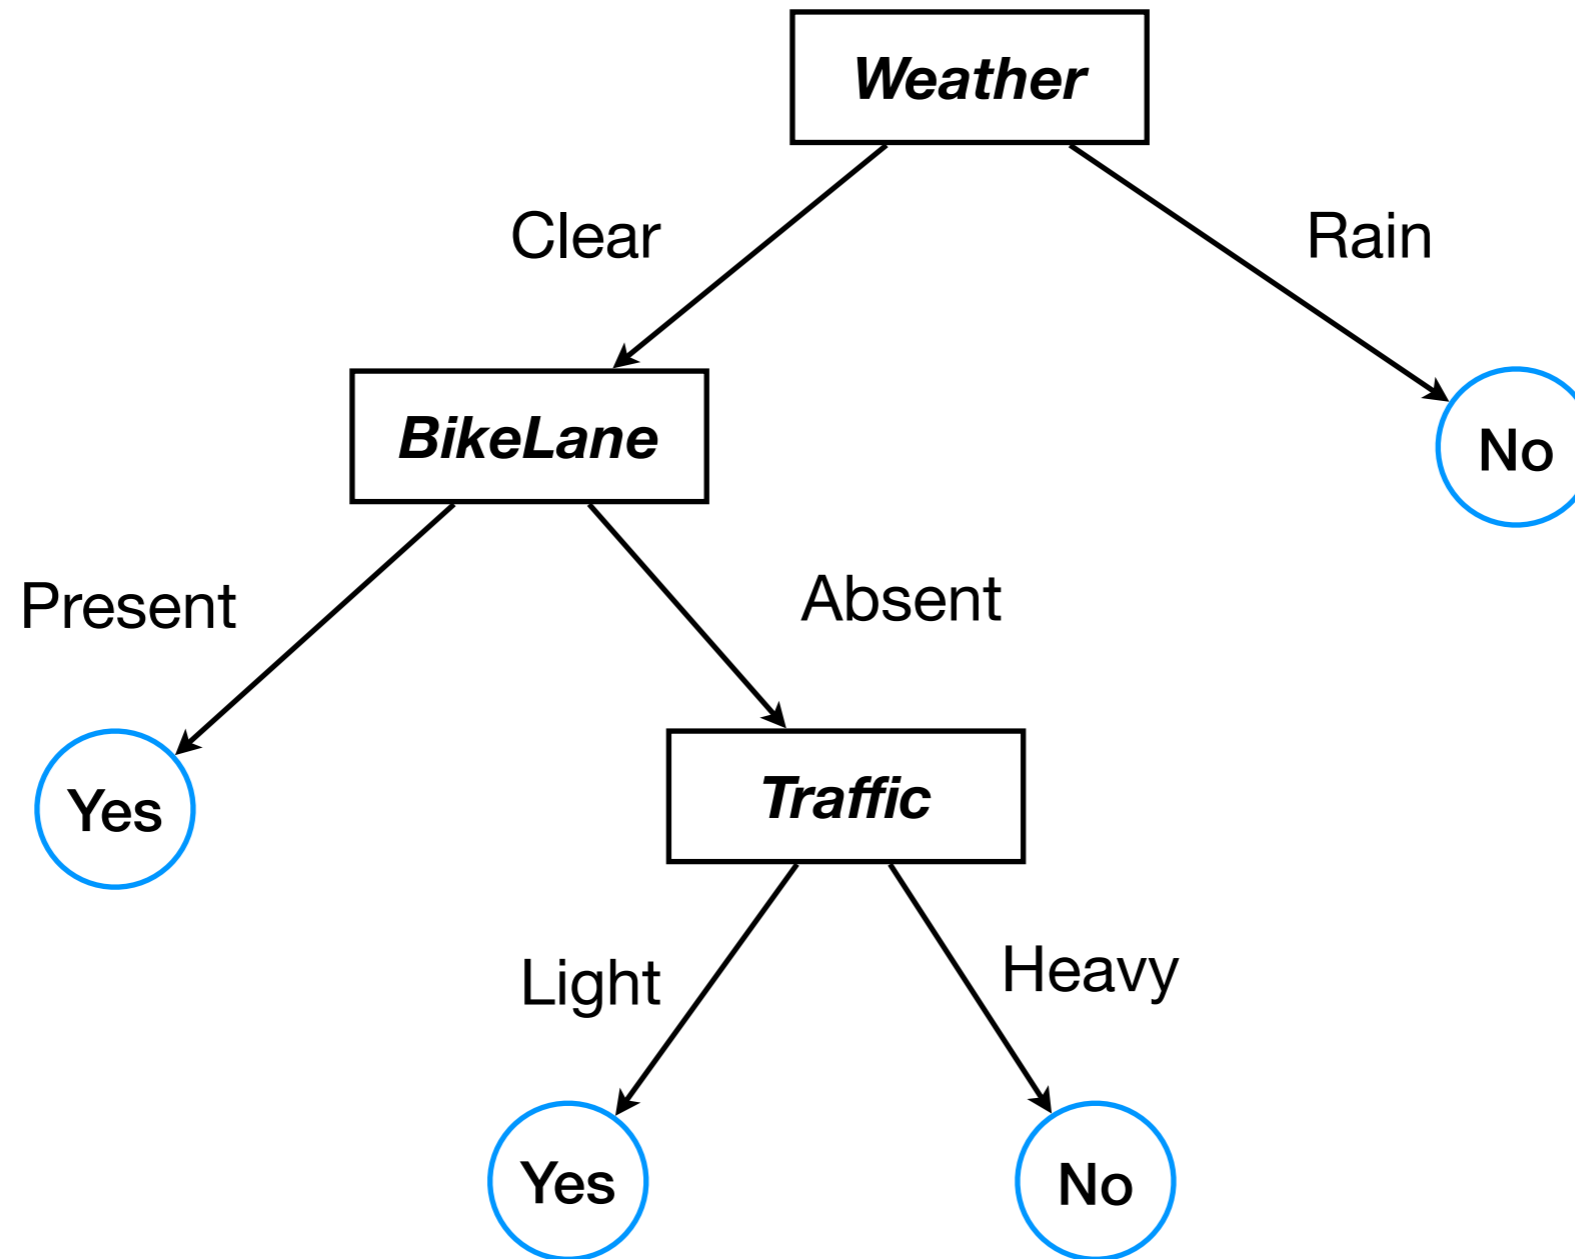 Weather
Clear
Rain
BikeLane
No
Present
Absent
Yes
Traffic
Light
Heavy
Yes
No